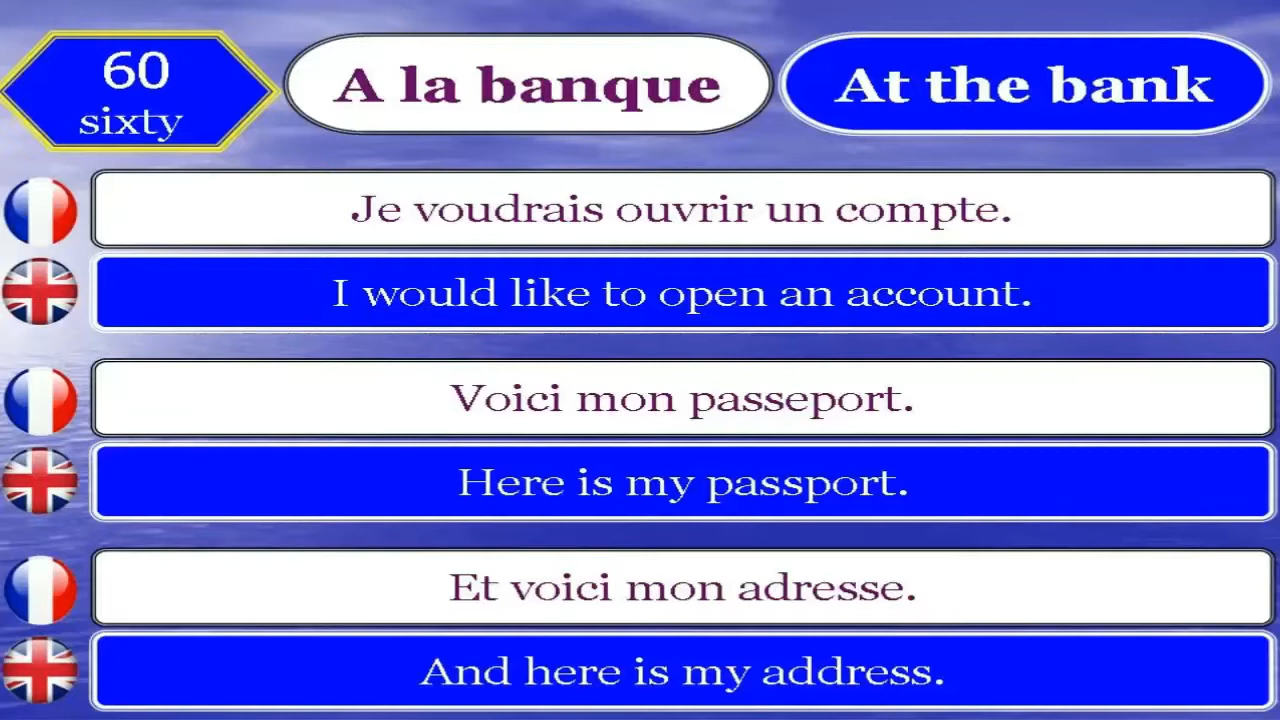 60
sixty
A la banque
At the bank
Je voudrais ouvrir un compte.
I would like to open an account.
Voici mon passeport.
Here is my passport.
Et voici mon adresse.
And here is my address.